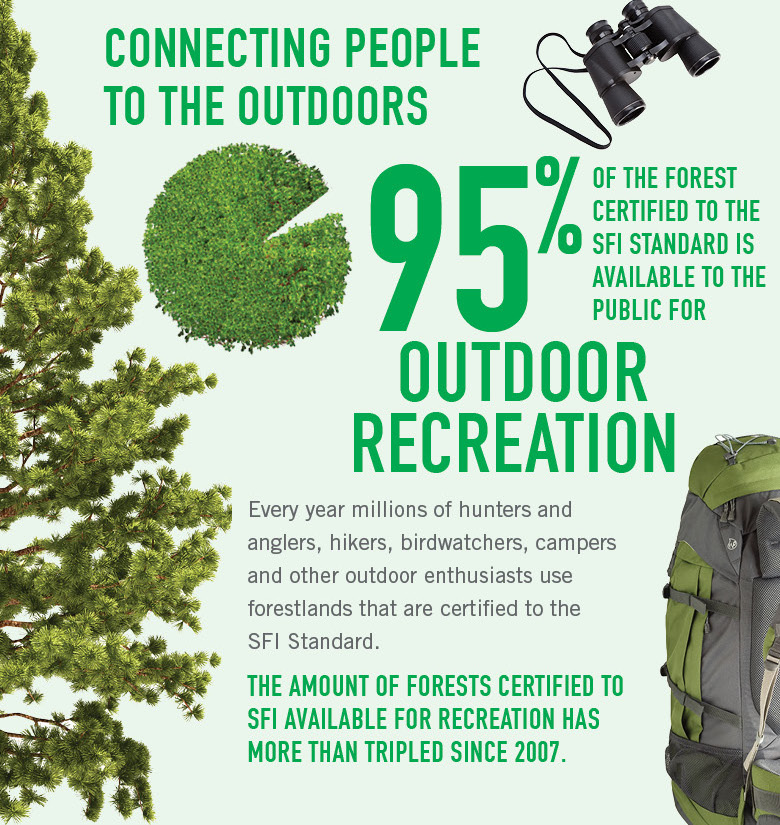 CONNECTING PEOPLE
TO THE OUTDOORS
95%
OF THE FOREST
CERTIFIED TO THE
SFI STANDARD IS
AVAILABLE TO THE
PUBLIC FOR
OUTDOOR
RECREATION
Every year millions of hunters and
anglers, hikers, birdwatchers, campers
and other outdoor enthusiasts use
forestlands that are certified to the
SFI Standard.
THE AMOUNT OF FORESTS CERTIFIED TO
SFI AVAILABLE FOR RECREATION HAS
MORE THAN TRIPLED SINCE 2007.